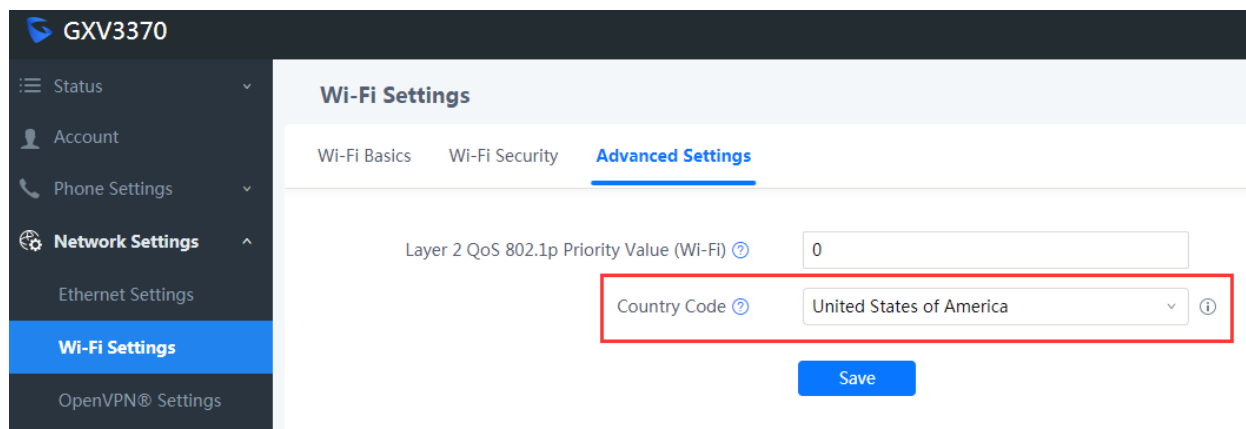 GXV3370
Status
Account
Phone Settings
Network Settings
Ethernet Settings
Wi-Fi Settings
OpenVPN® Settings
Wi-Fi Settings
Wi-Fi Basics Wi-Fi Security Advanced Settings
Layer 2 QoS 802.1p Priority Value (Wi-Fi) ? 0
Country Code ? United States of America i
Save